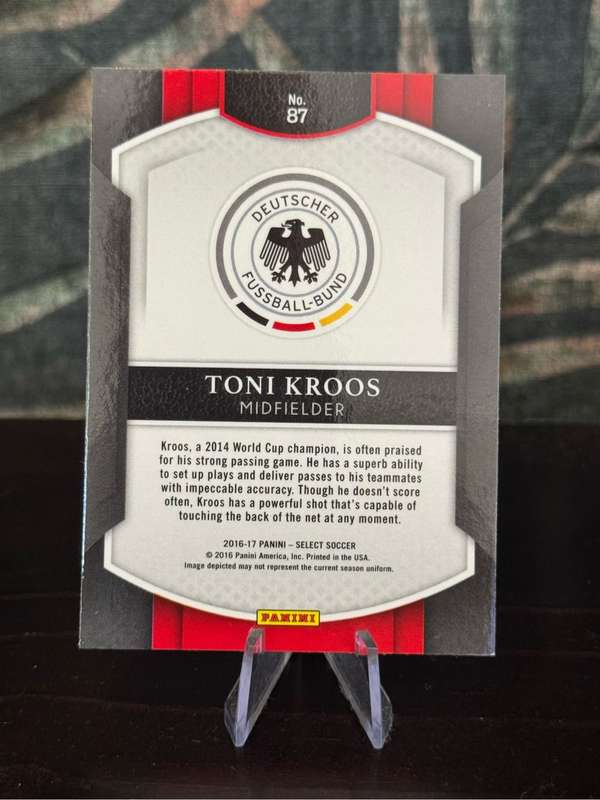 No.
87
DEUTSCHER
FUSSBALL-BUND
TONI KROOS
MIDFIELDER
Kroos, a 2014 World Cup champion, is often praised
for his strong passing game. He has a superb ability
to set up plays and deliver passes to his teammates
with impeccable accuracy. Though he doesn't score
often, Kroos has a powerful shot that's capable of
touching the back of the net at any moment.
2016-17 PANINI – SELECT SOCCER
© 2016 Panini America, Inc. Printed in the USA.
Image depicted may not represent the current season uniform.
PANINI